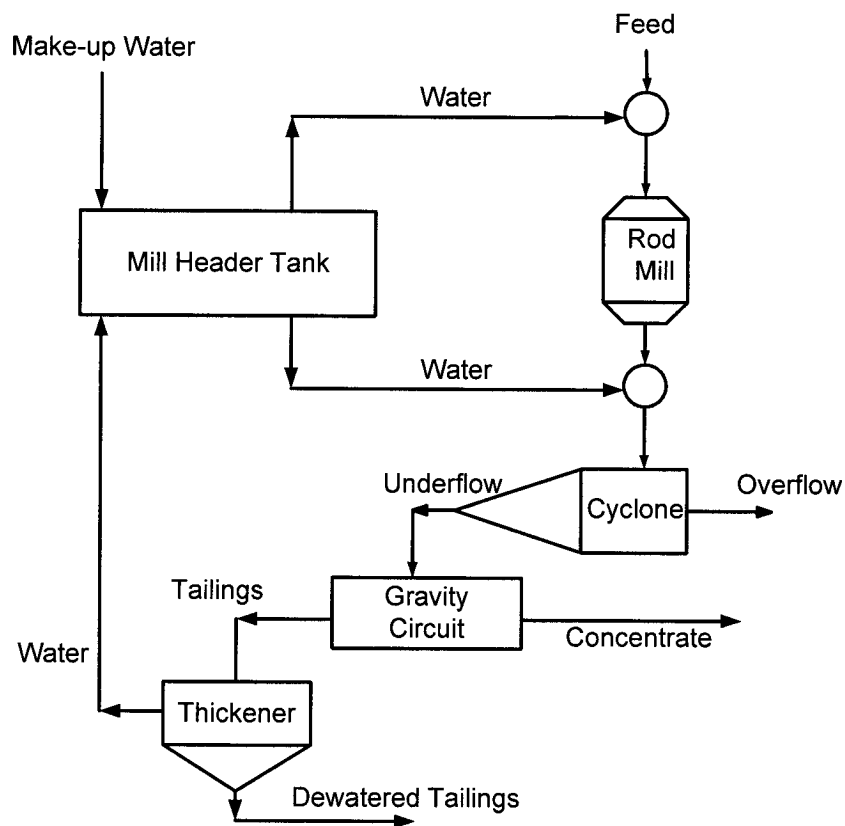 Feed
Make-up Water
Water
Rod
Mill
Mill Header Tank
Water
Underflow
Overflow
Cyclone
Tailings
Gravity
Circuit
Concentrate
Water
Thickener
Dewatered Tailings